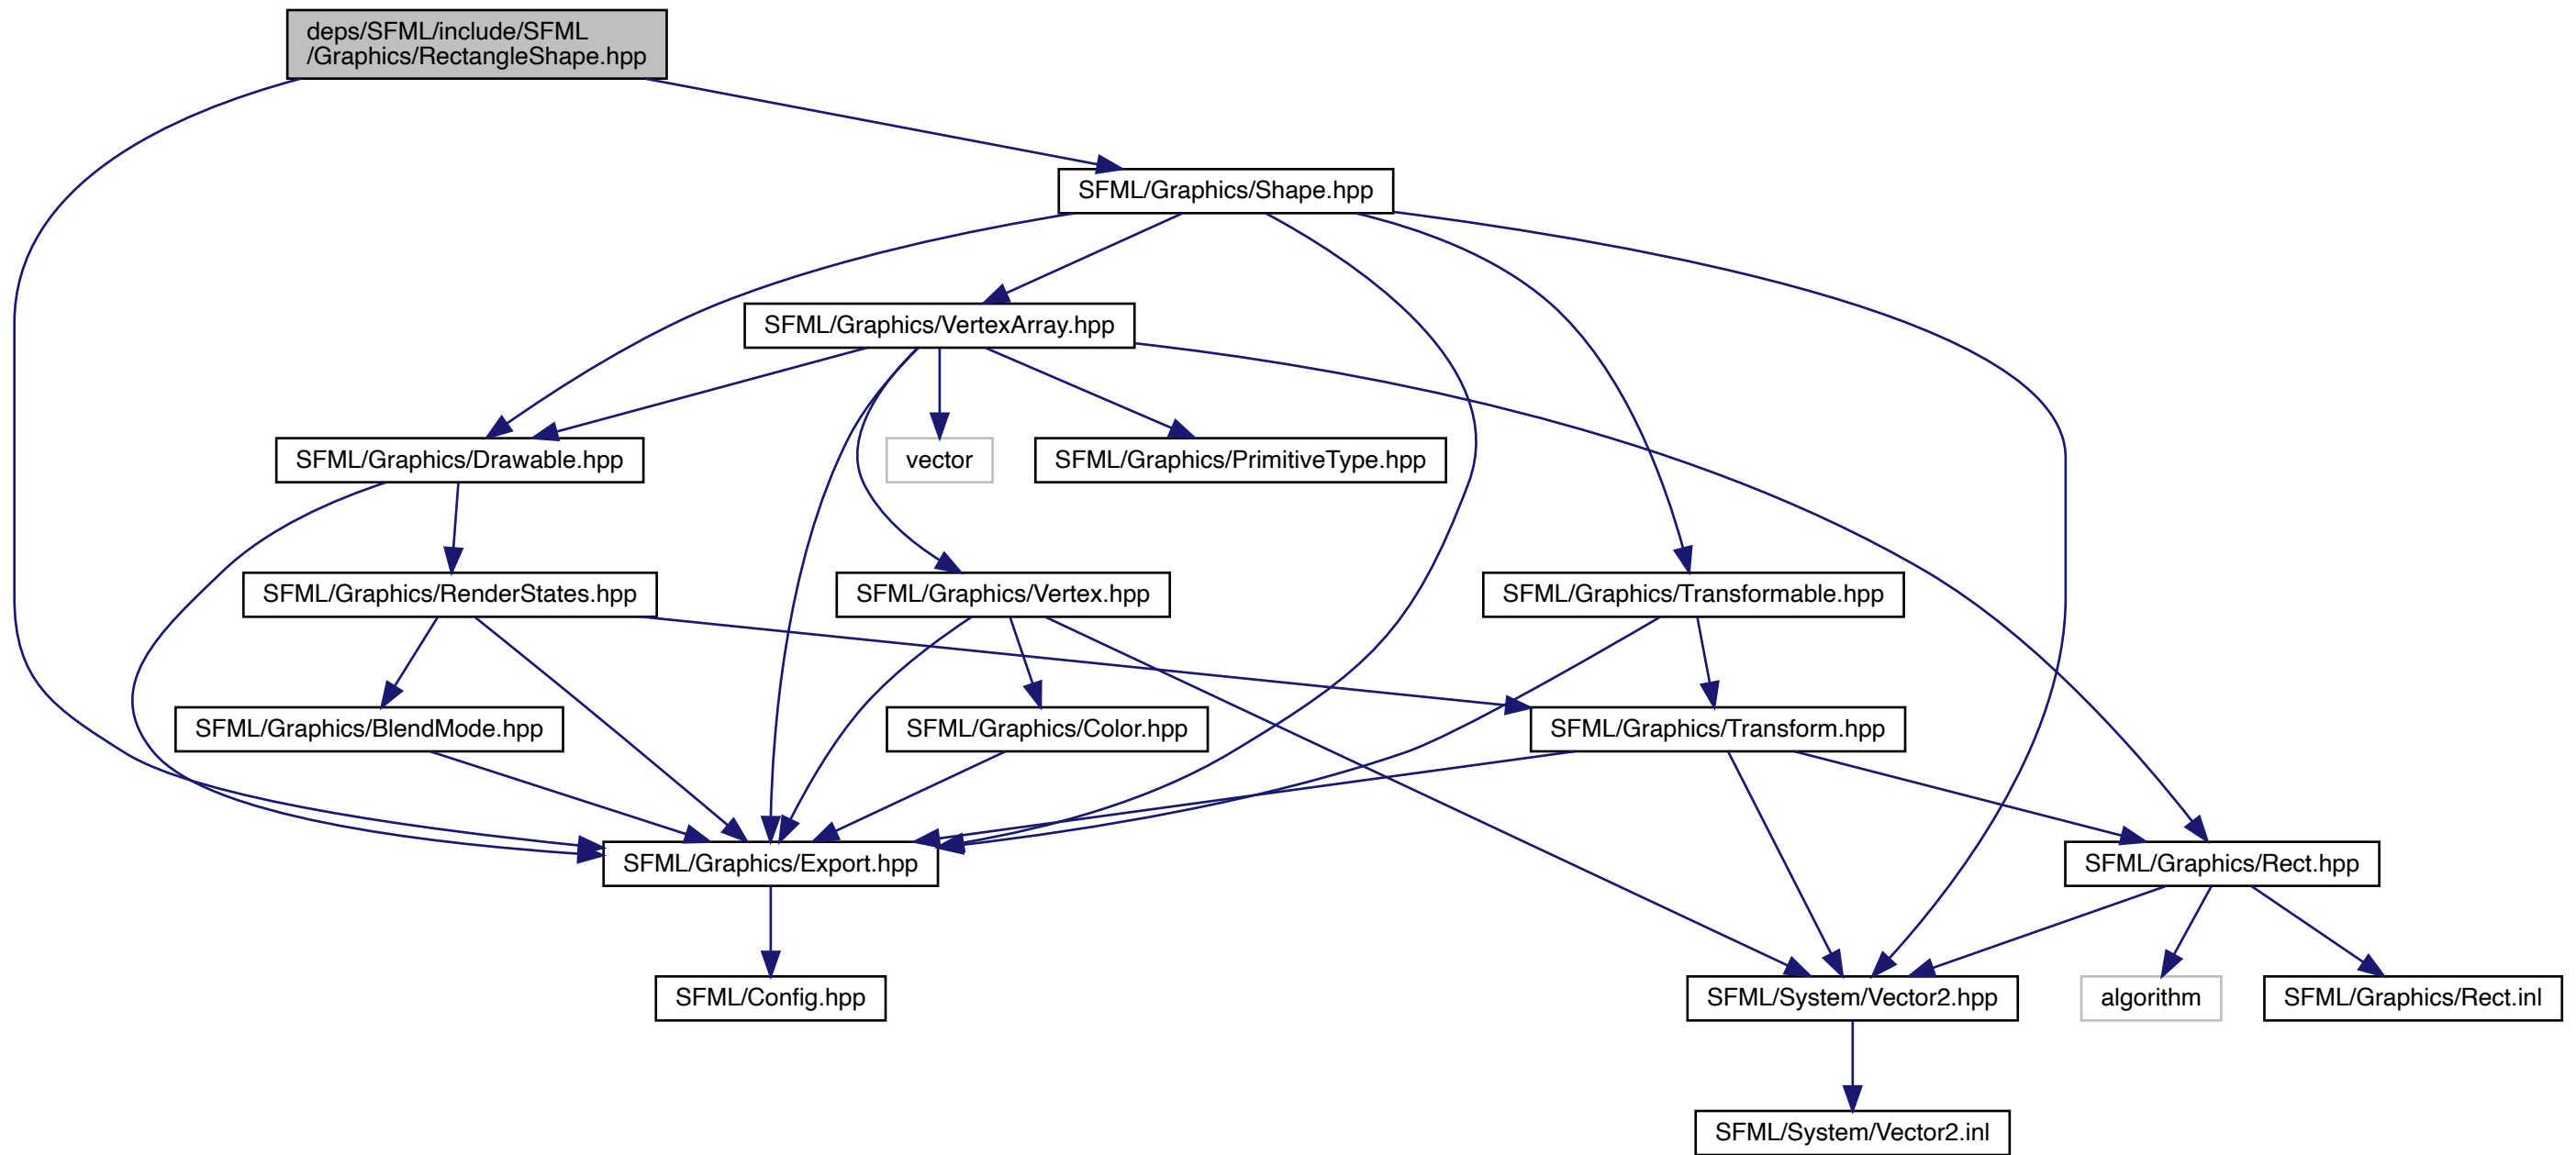 deps/SFML/include/SFML
/Graphics/RectangleShape.hpp
SFML/Graphics/Shape.hpp
SFML/Graphics/VertexArray.hpp
SFML/Graphics/Drawable.hpp
vector
SFML/Graphics/PrimitiveType.hpp
SFML/Graphics/RenderStates.hpp
SFML/Graphics/Vertex.hpp
SFML/Graphics/Transformable.hpp
SFML/Graphics/BlendMode.hpp
SFML/Graphics/Color.hpp
SFML/Graphics/Transform.hpp
SFML/Graphics/Export.hpp
SFML/Graphics/Rect.hpp
SFML/Config.hpp
SFML/System/Vector2.hpp
algorithm
SFML/Graphics/Rect.inl
SFML/System/Vector2.inl